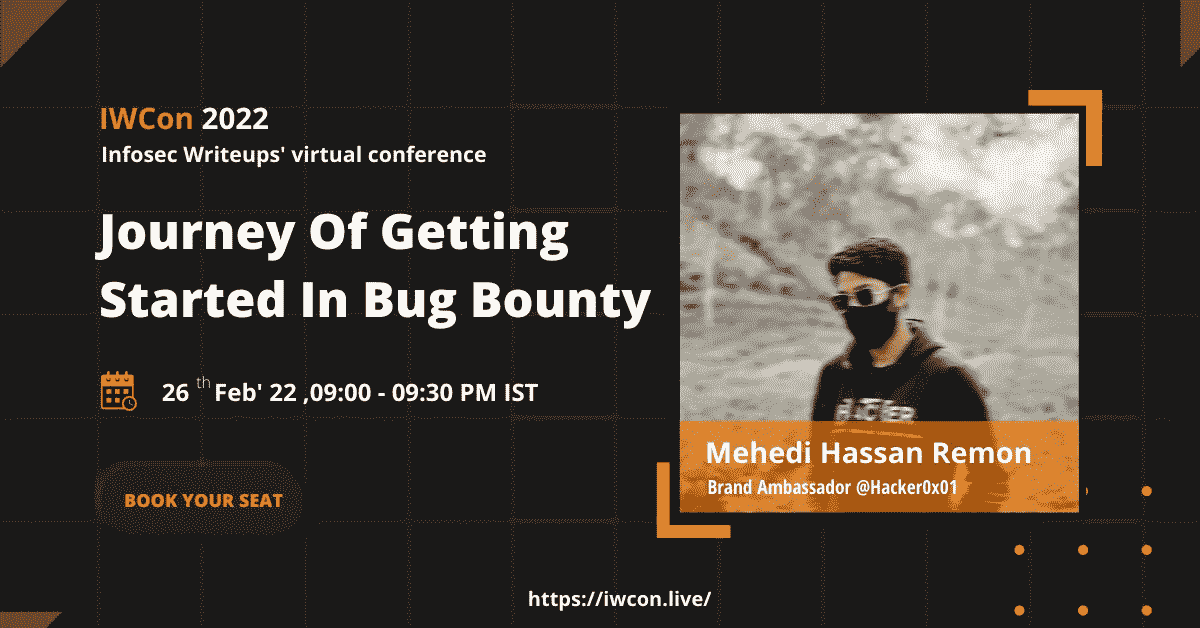 IWCon 2022
Infosec Writeups' virtual conference
Journey Of Getting
Started In Bug Bounty
26 th Feb' 22 ,09:00 - 09:30 PM IST
BOOK YOUR SEAT
HACKER
Mehedi Hassan Remon
Brand Ambassador @Hacker0x01
https://iwcon.live/